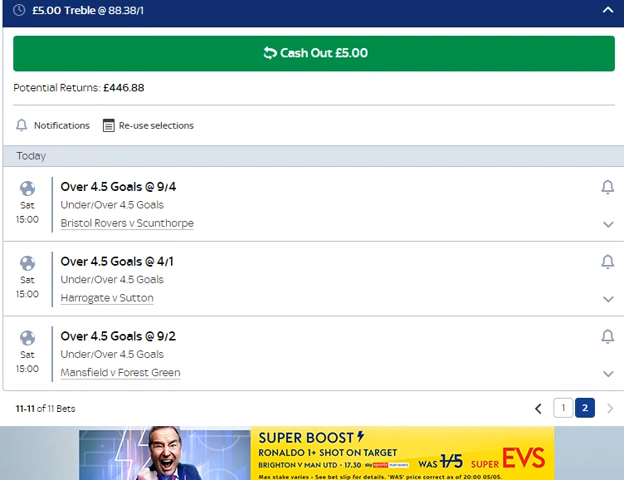 £5.00 Treble @ 88.38/1
Cash Out £5.00
Potential Returns: £446.88
Notifications
Re-use selections
Today
Over 4.5 Goals @ 9/4
Sat
15:00
Under/Over 4.5 Goals
Bristol Rovers v Scunthorpe
Over 4.5 Goals @ 4/1
Sat
15:00
Under/Over 4.5 Goals
Harrogate v Sutton
Over 4.5 Goals @ 9/2
Sat
15:00
Under/Over 4.5 Goals
Mansfield v Forest Green
11-11 of 11 Bets
1
2
SUPER BOOST
RONALDO 1+ SHOT ON TARGET
BRIGHTON V MAN UTD - 17.30
WAS 1/5 SUPER EVS
Max stake varies - See bet slip for details. 'WAS' price correct as of 20:00 05/05.